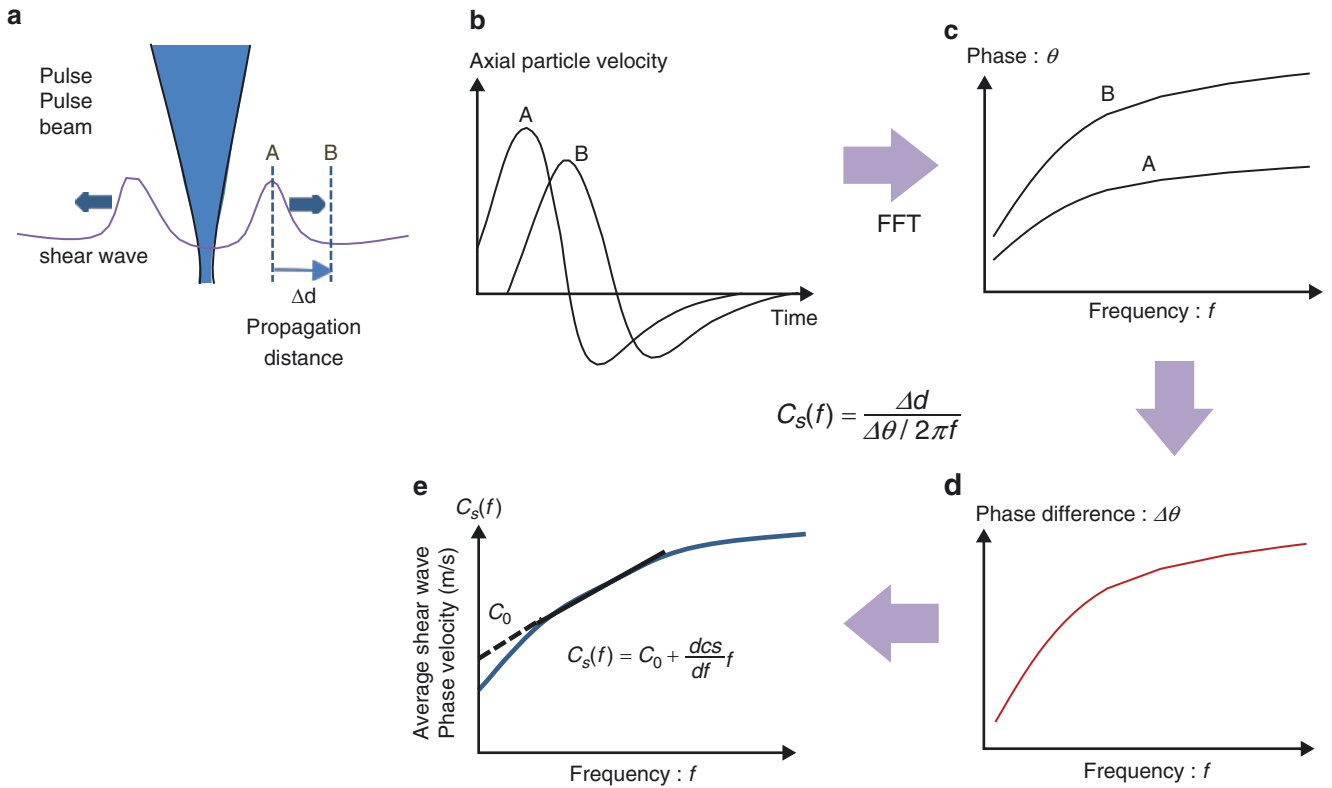 a
Pulse
Pulse
beam
A
B
shear wave
Δd
Propagation
distance
b
Axial particle velocity
A
B
Time
FFT
c
Phase : θ
B
A
Frequency : f
C_s(f) = Δd / (Δθ / 2πf)
d
Phase difference : Δθ
Frequency : f
e
C_s(f)
Average shear wave
Phase velocity (m/s)
C_0
C_s(f) = C_0 + dcs/df f
Frequency : f